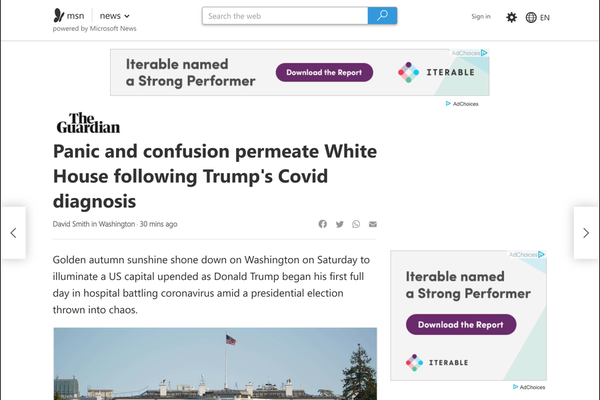 msn
news
powered by Microsoft News
Search the web
Sign in
EN
AdChoices
Iterable named
a Strong Performer
Download the Report
ITERABLE
AdChoices
The
Guardian
Panic and confusion permeate White
House following Trump's Covid
diagnosis
David Smith in Washington · 30 mins ago
Golden autumn sunshine shone down on Washington on Saturday to
illuminate a US capital upended as Donald Trump began his first full
day in hospital battling coronavirus amid a presidential election
thrown into chaos.
AdChoices
Iterable named
a Strong Performer
Download the Report
ITERABLE
AdChoices